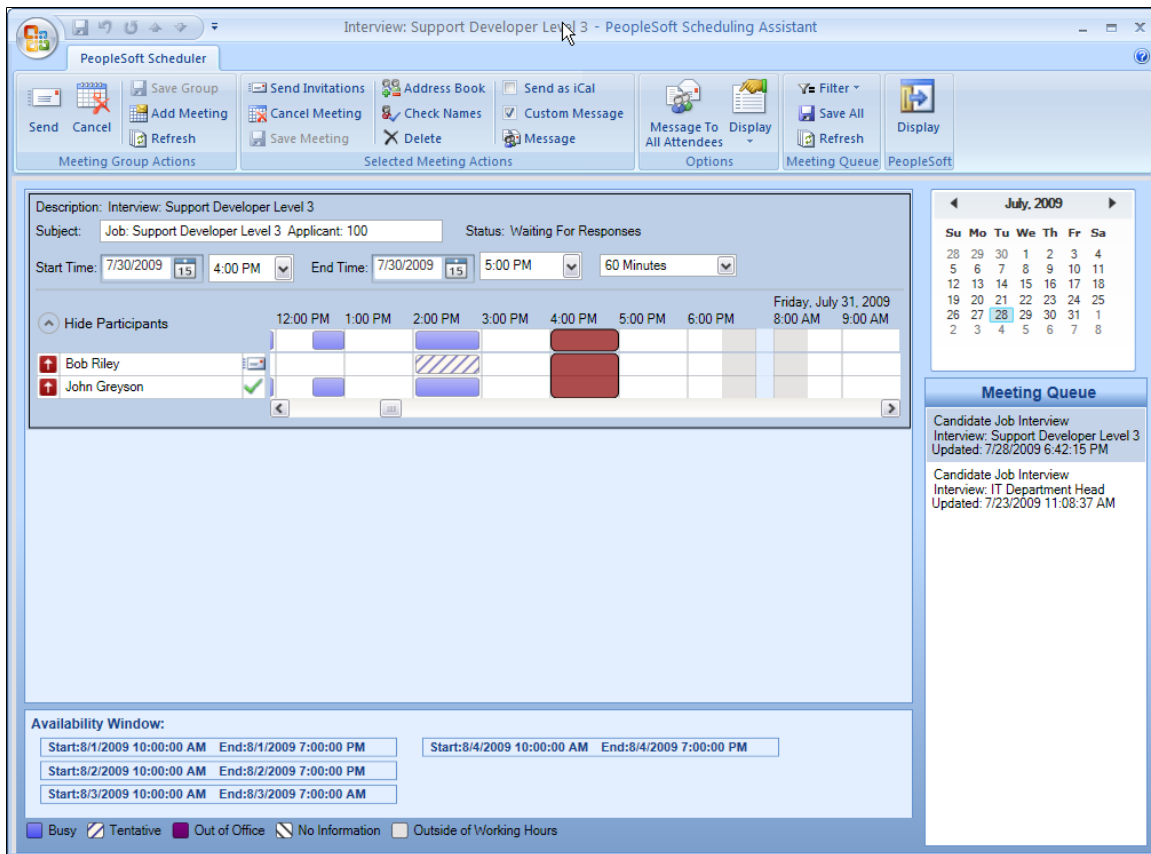 Interview: Support Developer Level 3 - PeopleSoft Scheduling Assistant
PeopleSoft Scheduler
Send
Cancel
Save Group
Add Meeting
Refresh
Meeting Group Actions
Send Invitations
Cancel Meeting
Save Meeting
Address Book
Check Names
Delete
Send as iCal
Custom Message
Message
Selected Meeting Actions
Message To All Attendees
Display
Options
Filter
Save All
Refresh
Meeting Queue
Display
PeopleSoft
Description: Interview: Support Developer Level 3
Subject: Job: Support Developer Level 3 Applicant: 100 Status: Waiting For Responses
Start Time: 7/30/2009 15 4:00 PM End Time: 7/30/2009 15 5:00 PM 60 Minutes
Friday, July 31, 2009
Hide Participants 12:00 PM 1:00 PM 2:00 PM 3:00 PM 4:00 PM 5:00 PM 6:00 PM 8:00 AM 9:00 AM
Bob Riley
John Greyson
July, 2009
Su Mo Tu We Th Fr Sa
28 29 30 1 2 3 4
5 6 7 8 9 10 11
12 13 14 15 16 17 18
19 20 21 22 23 24 25
26 27 28 29 30 31 1
2 3 4 5 6 7 8
Meeting Queue
Candidate Job Interview
Interview: Support Developer Level 3
Updated: 7/28/2009 6:42:15 PM
Candidate Job Interview
Interview: IT Department Head
Updated: 7/23/2009 11:08:37 AM
Availability Window:
Start:8/1/2009 10:00:00 AM End:8/1/2009 7:00:00 PM
Start:8/4/2009 10:00:00 AM End:8/4/2009 7:00:00 PM
Start:8/2/2009 10:00:00 AM End:8/2/2009 7:00:00 PM
Start:8/3/2009 10:00:00 AM End:8/3/2009 7:00:00 AM
Busy Tentative Out of Office No Information Outside of Working Hours